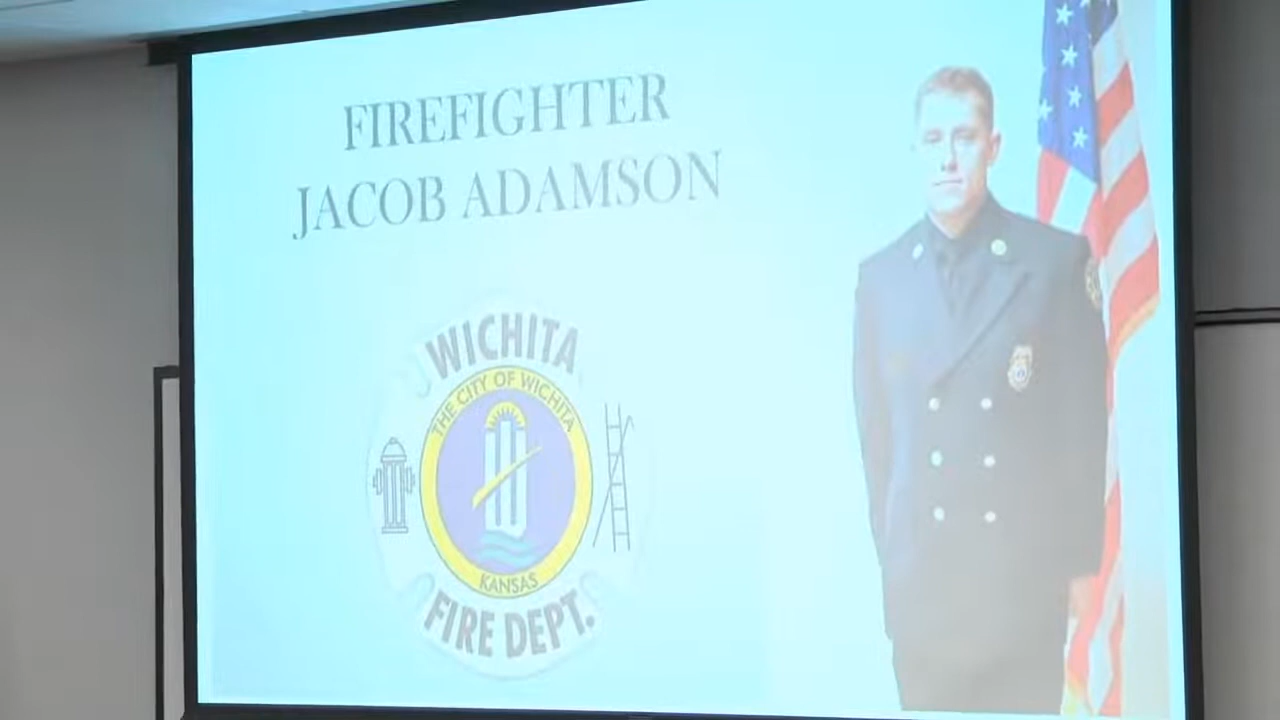 FIREFIGHTER
JACOB ADAMSON
WICHITA
THE CITY OF WICHITA
KANSAS
FIRE DEPT.